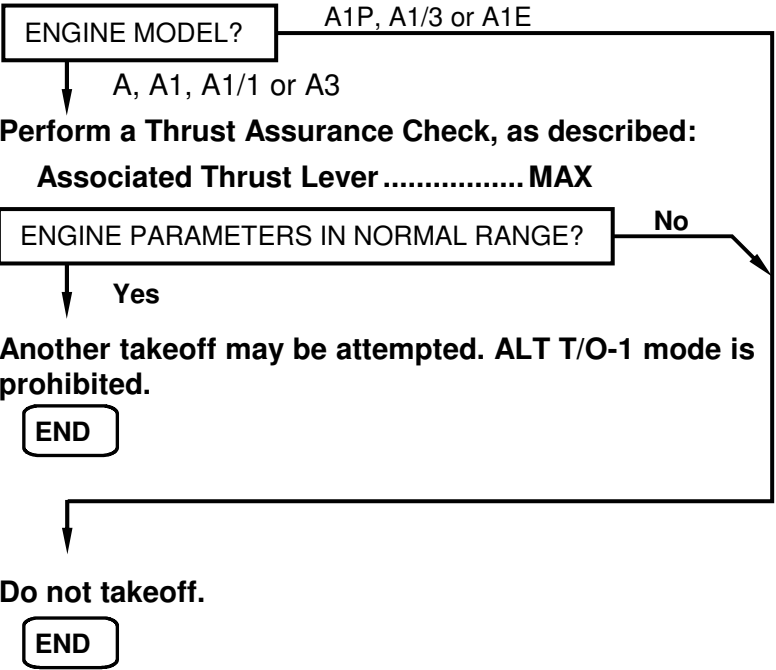 ENGINE MODEL?
A1P, A1/3 or A1E
A, A1, A1/1 or A3
Perform a Thrust Assurance Check, as described:
Associated Thrust Lever ................. MAX
ENGINE PARAMETERS IN NORMAL RANGE?
No
Yes
Another takeoff may be attempted. ALT T/O-1 mode is
prohibited.
END
Do not takeoff.
END